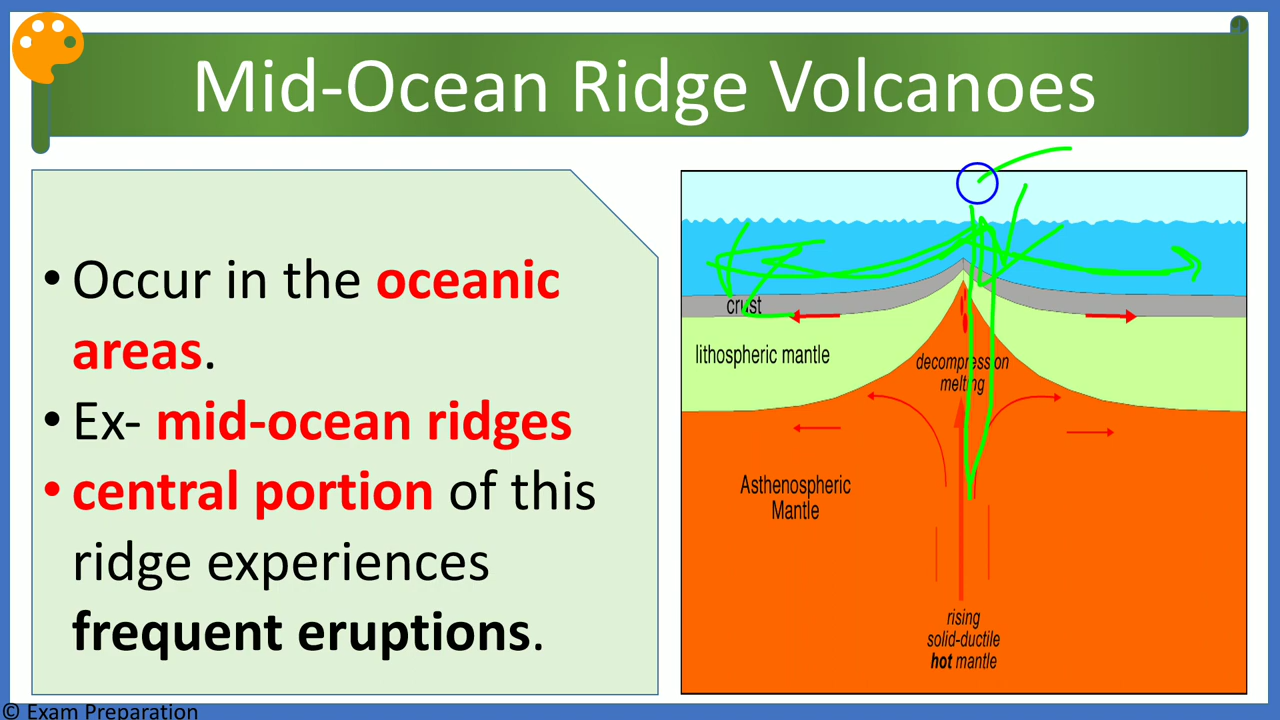 Mid-Ocean Ridge Volcanoes
• Occur in the oceanic
areas.
• Ex- mid-ocean ridges
• central portion of this
ridge experiences
frequent eruptions.
crust
lithospheric mantle
decompression
melting
Asthenospheric
Mantle
rising
solid-ductile
hot mantle
© Exam Preparation